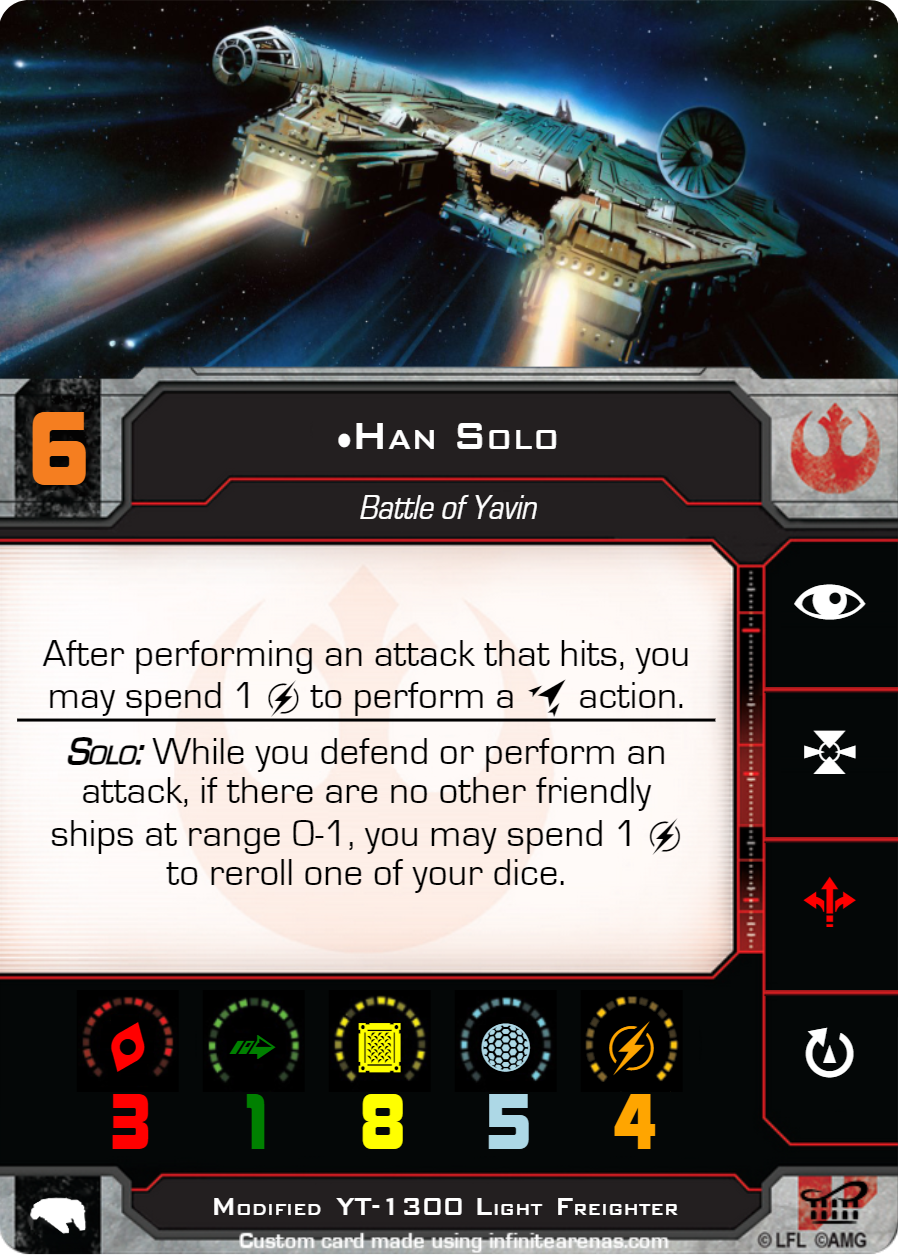 6
•Han Solo
Battle of Yavin
After performing an attack that hits, you
may spend 1 to perform a action.
Solo: While you defend or perform an
attack, if there are no other friendly
ships at range 0-1, you may spend 1
to reroll one of your dice.
3 1 8 5 4
Modified YT-1300 Light Freighter
© LFL ©AMG
Custom card made using infinitearenas.com